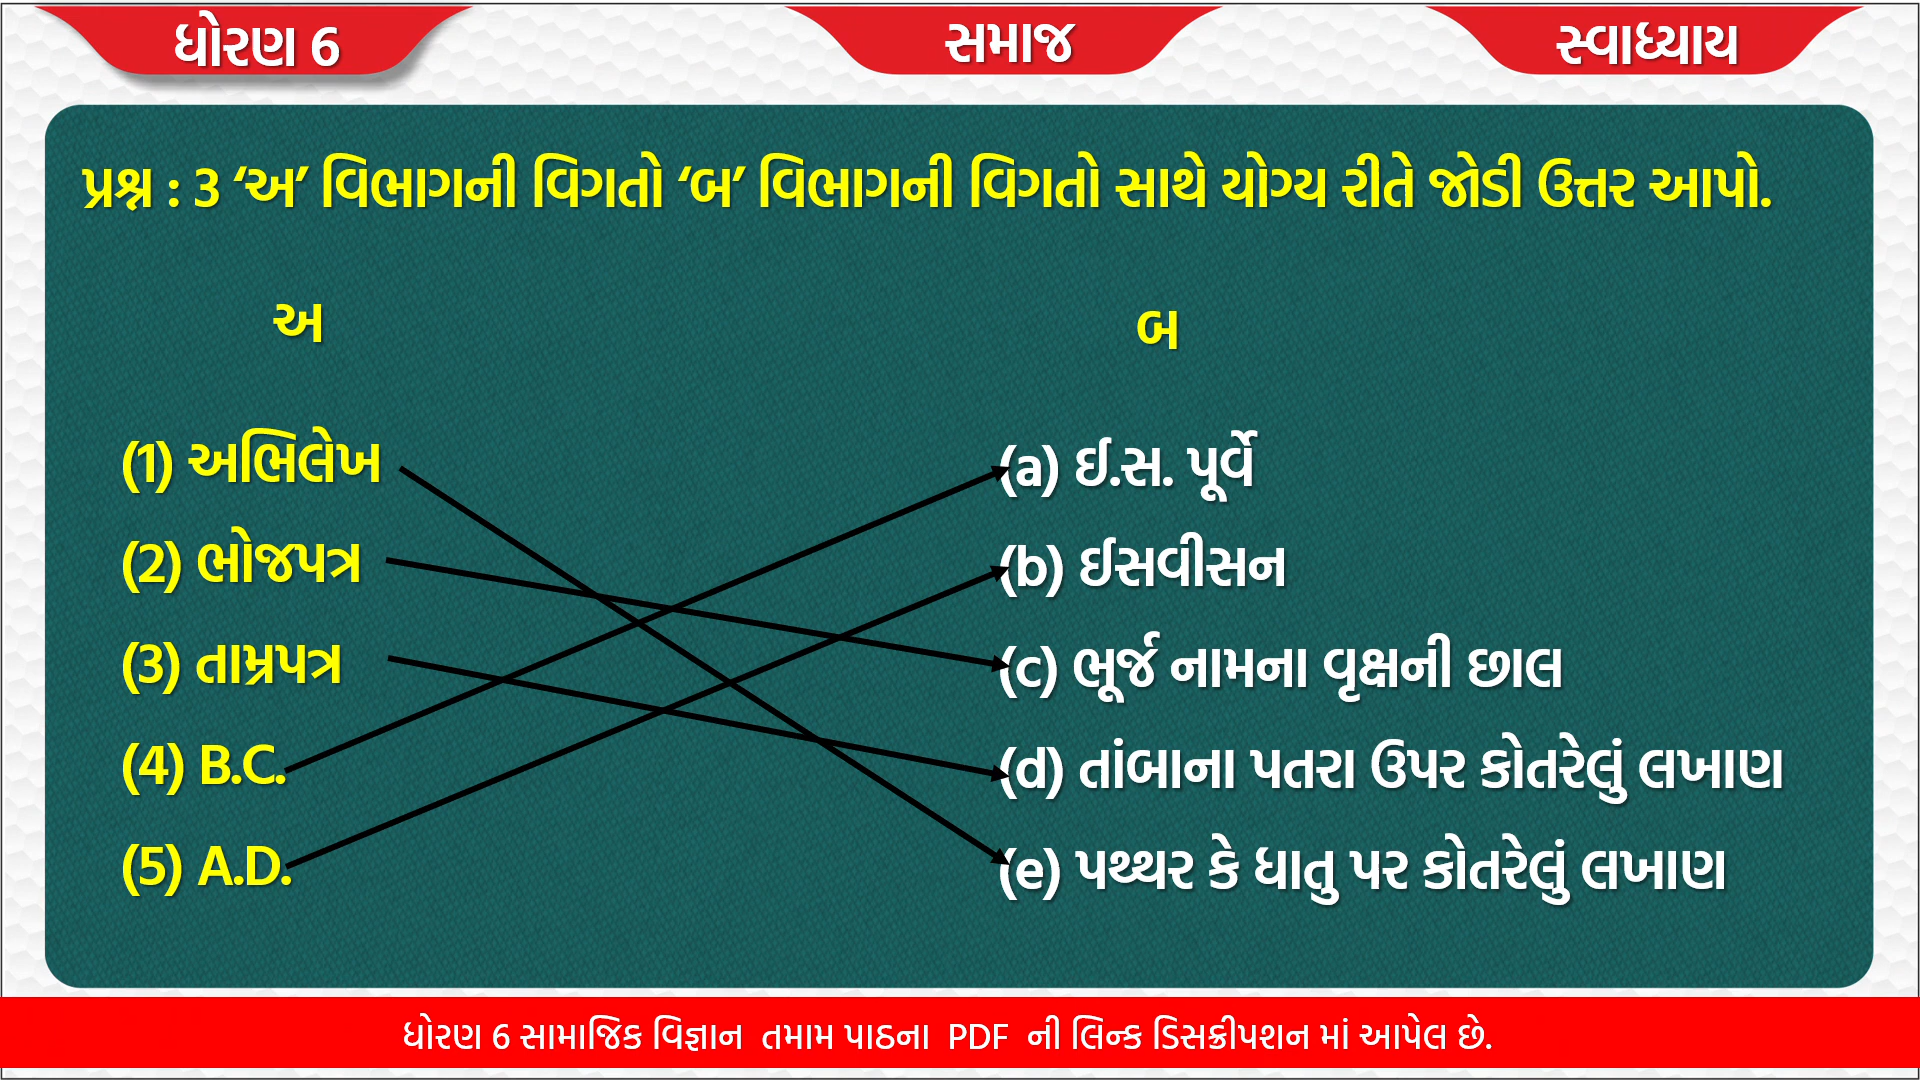 ધોરણ 6
સમાજ
સ્વાધ્યાય
પ્રશ્ન : 3 ‘અ’ વિભાગની વિગતો ‘બ’ વિભાગની વિગતો સાથે યોગ્ય રીતે જોડી ઉત્તર આપો.
અ
બ
(1) અભિલેખ
(a) ઈ.સ. પૂર્વે
(2) ભોજપત્ર
(b) ઈસવીસન
(3) તામ્રપત્ર
(c) ભૂર્જ નામના વૃક્ષની છાલ
(4) B.C.
(d) તાંબાના પતરા ઉપર કોતરેલું લખાણ
(5) A.D.
(e) પથ્થર કે ધાતુ પર કોતરેલું લખાણ
ધોરણ 6 સામાજિક વિજ્ઞાન તમામ પાઠના PDF ની લિન્ક ડિસક્રીપશન માં આપેલ છે.